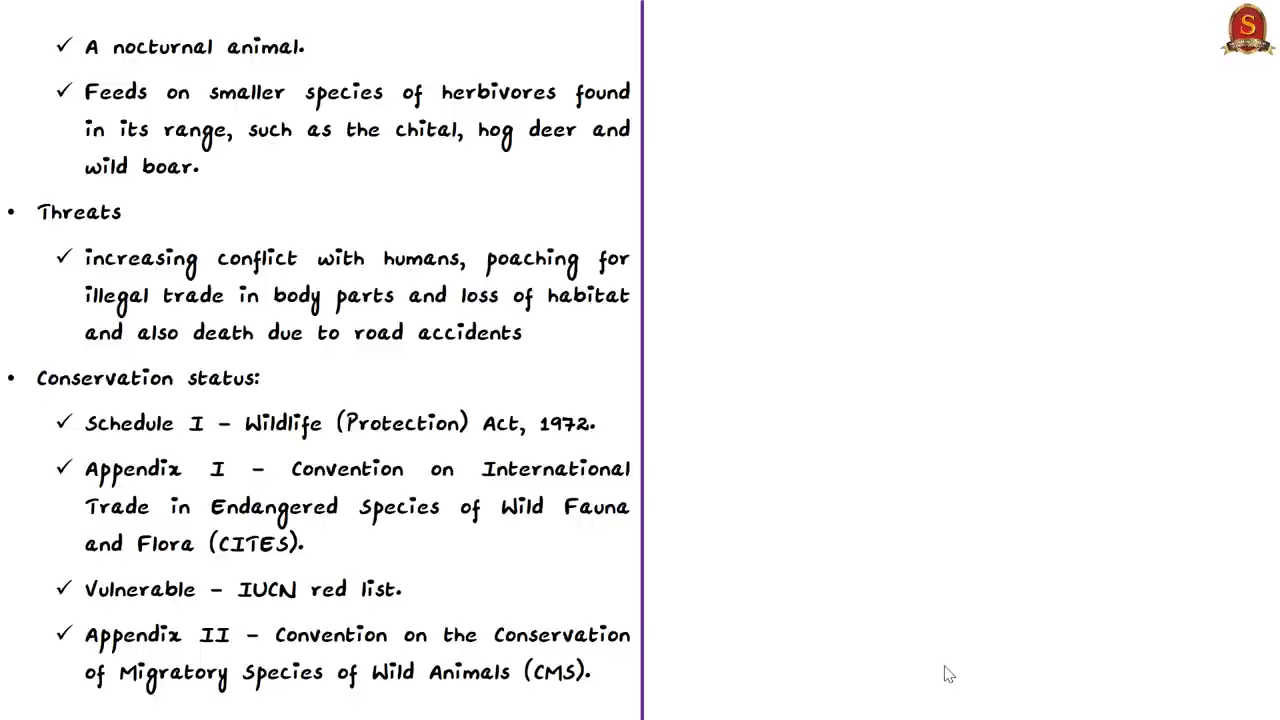 ✓ A nocturnal animal.
✓ Feeds on smaller species of herbivores found
in its range, such as the chital, hog deer and
wild boar.
• Threats
✓ increasing conflict with humans, poaching for
illegal trade in body parts and loss of habitat
and also death due to road accidents
• Conservation status:
✓ Schedule I – Wildlife (Protection) Act, 1972.
✓ Appendix I – Convention on International
Trade in Endangered Species of Wild Fauna
and Flora (CITES).
✓ Vulnerable – IUCN red list.
✓ Appendix II – Convention on the Conservation
of Migratory Species of Wild Animals (CMS).
S